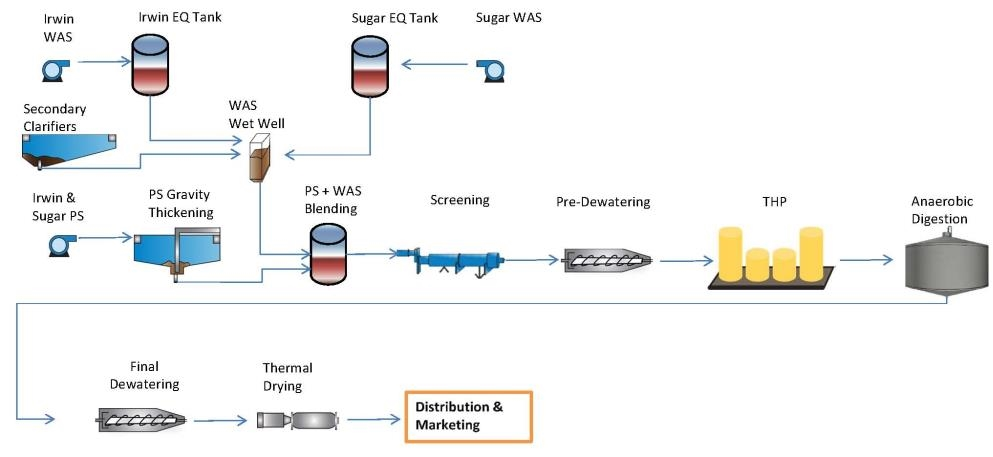 Irwin
WAS
Irwin EQ Tank
Sugar EQ Tank
Sugar WAS
Secondary
Clarifiers
WAS
Wet Well
Irwin &
Sugar PS
PS Gravity
Thickening
PS + WAS
Blending
Screening
Pre-Dewatering
THP
Anaerobic
Digestion
Final
Dewatering
Thermal
Drying
Distribution &
Marketing